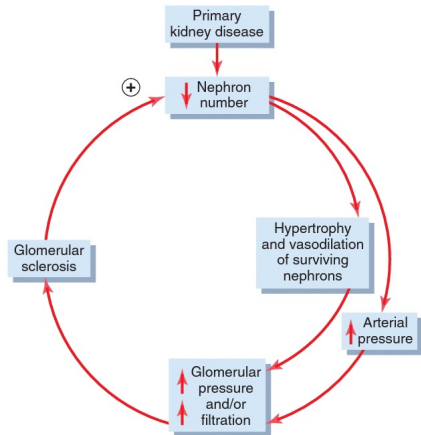 Primary
kidney disease
+
Nephron
number
Hypertrophy
and vasodilation
of surviving
nephrons
Arterial
pressure
Glomerular
pressure
and/or
filtration
Glomerular
sclerosis